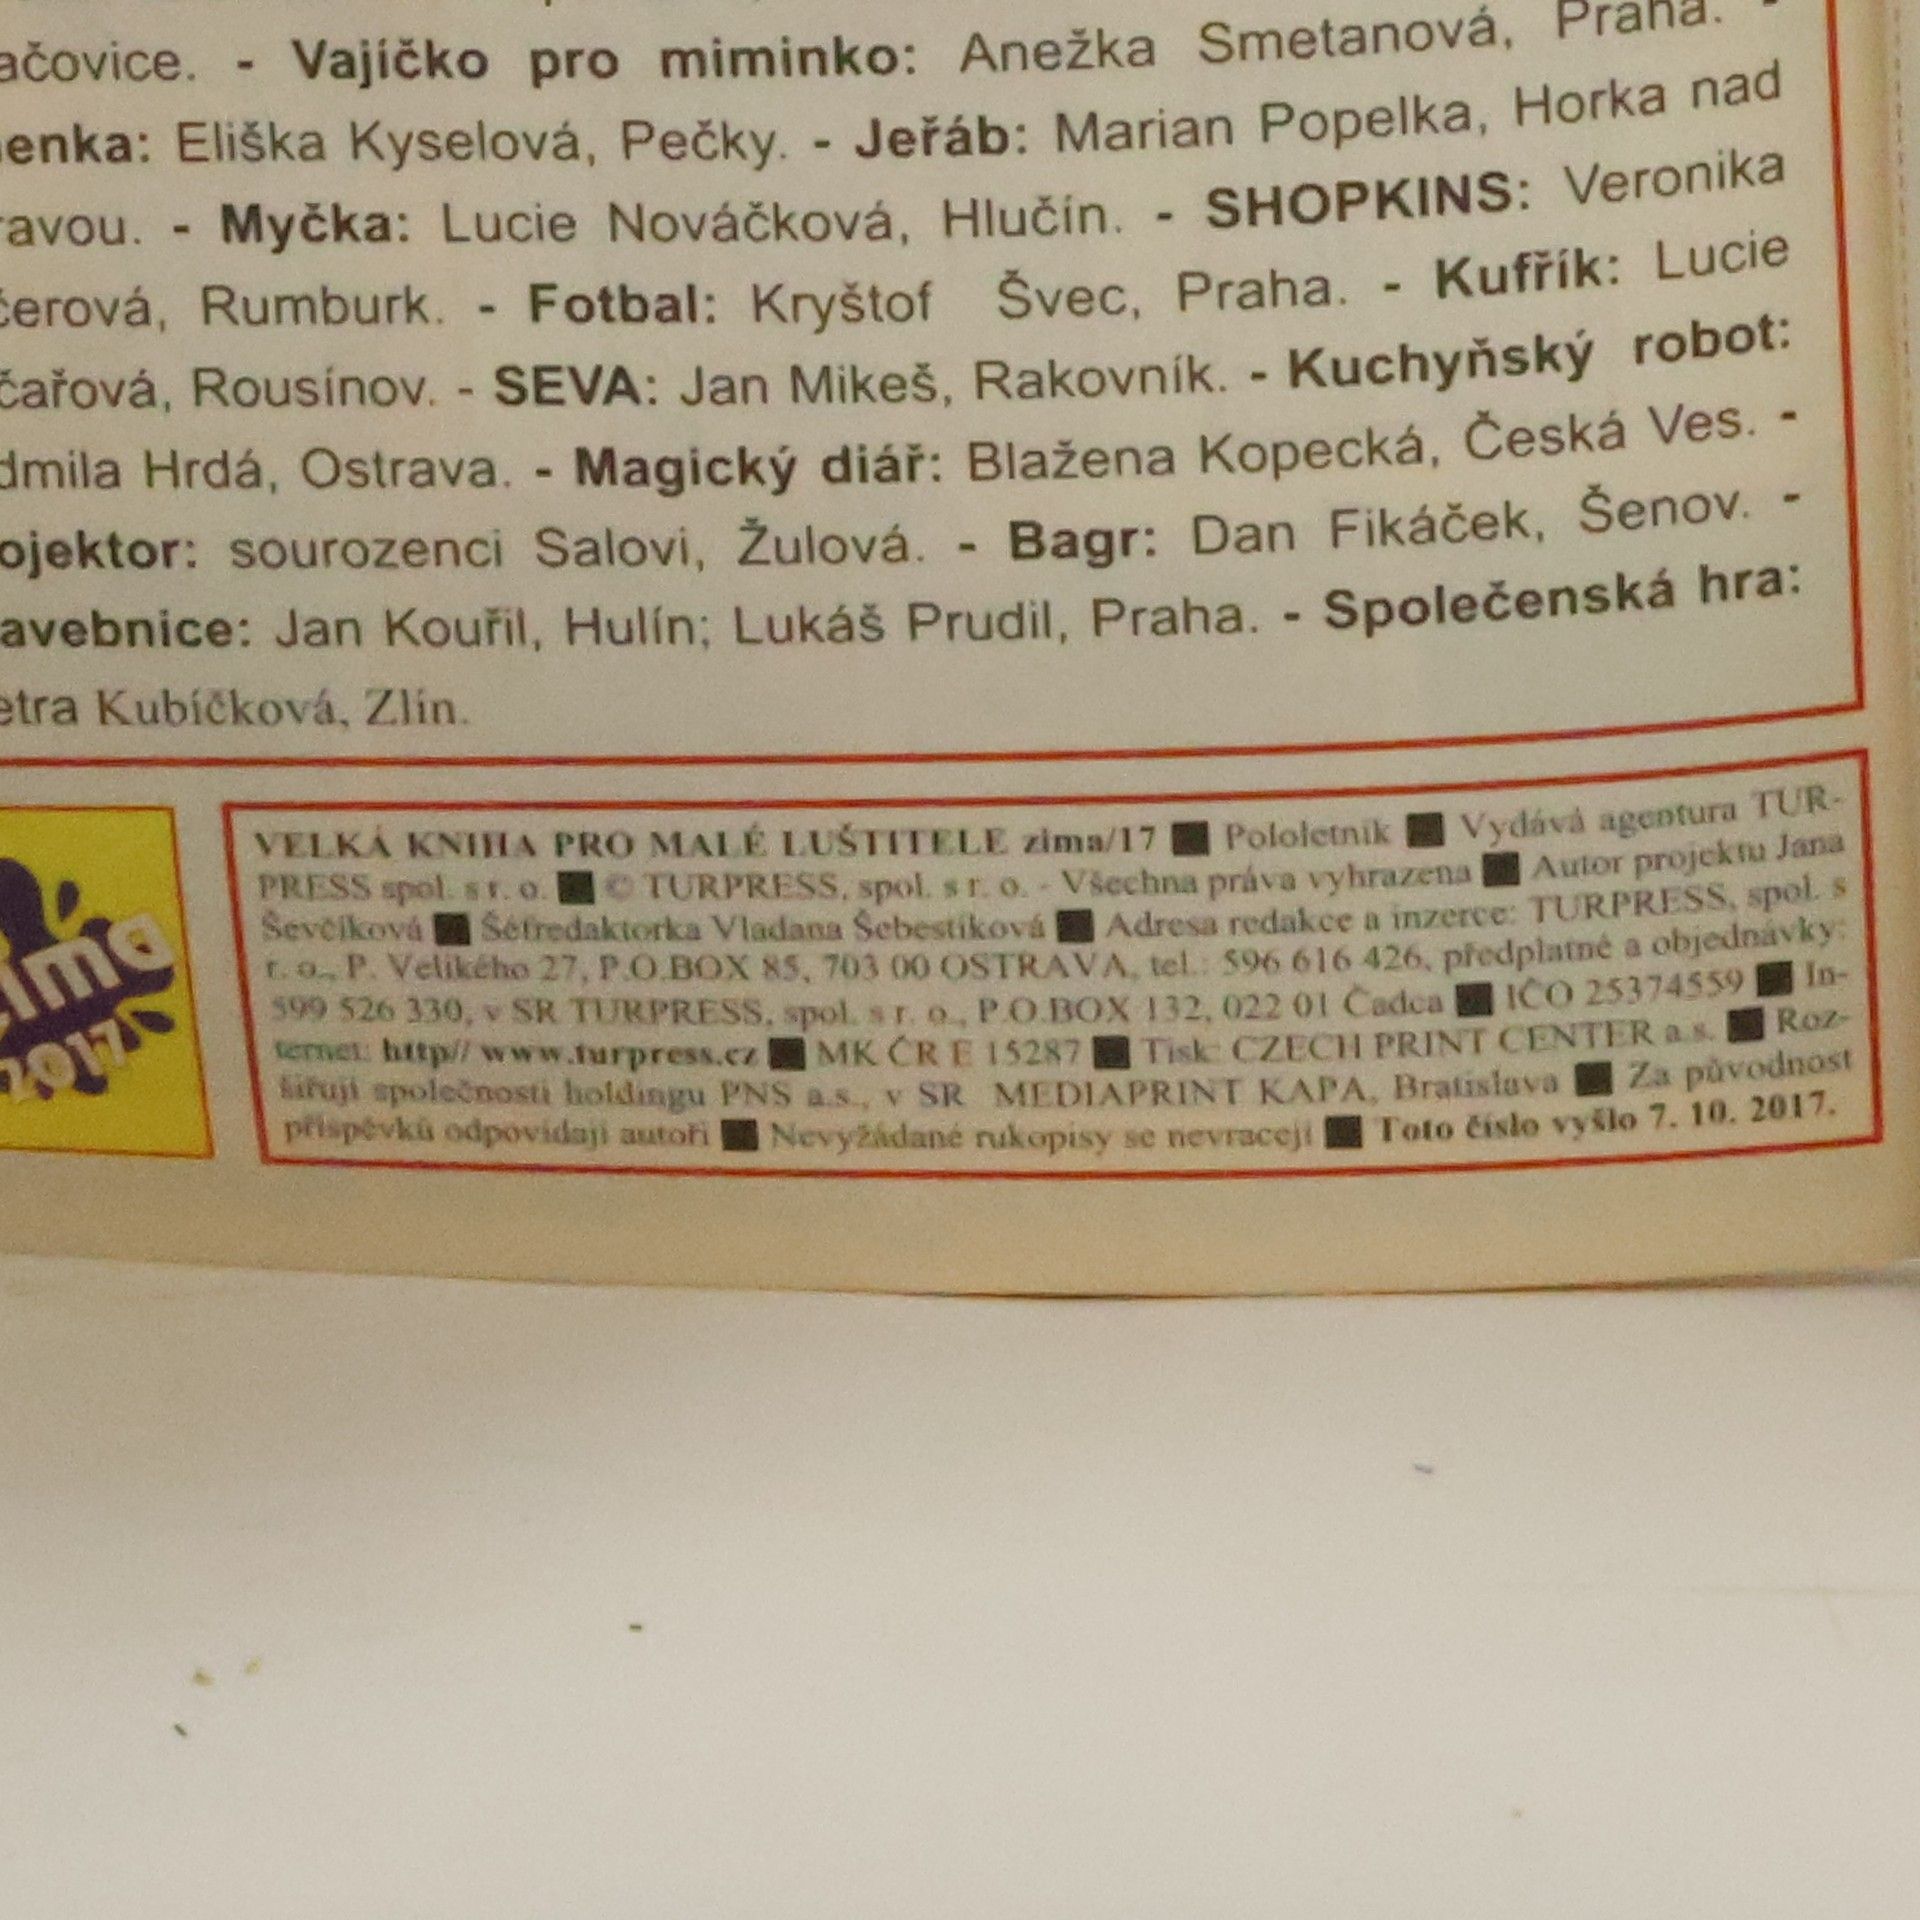 ačovice. - Vajíčko pro miminko: Anežka Smetanová, Praha. -
enka: Eliška Kyselová, Pečky. - Jeřáb: Marian Popelka, Horka nad
ravou. - Myčka: Lucie Nováčková, Hlučín. - SHOPKINS: Veronika
čerová, Rumburk. - Fotbal: Kryštof Švec, Praha. - Kufřík: Lucie
čařová, Rousínov. - SEVA: Jan Mikeš, Rakovník. - Kuchyňský robot:
dmila Hrdá, Ostrava. - Magický diář: Blažena Kopecká, Česká Ves. -
ojektor: sourozenci Salovi, Žulová. - Bagr: Dan Fikáček, Šenov. -
avebnice: Jan Kouřil, Hulín; Lukáš Prudil, Praha. - Společenská hra:
etra Kubíčková, Zlín.
zima
2017
VELKÁ KNIHA PRO MALÉ LUŠTITELE zima/17 ■ Pololetník ■ Vydává agentura TUR-
PRESS spol. s r. o. ■ © TURPRESS, spol. s r. o. - Všechna práva vyhrazena ■ Autor projektu Jana
Ševčíková ■ Šéfredaktorka Vladana Šebestíková ■ Adresa redakce a inzerce: TURPRESS, spol. s
r. o., P. Velikého 27, P.O.BOX 85, 703 00 OSTRAVA, tel.: 596 616 426, předplatné a objednávky:
599 526 330, v SR TURPRESS, spol. s r. o., P.O.BOX 132, 022 01 Čadca ■ IČO 25374559 ■ In-
ternet: http// www.turpress.cz ■ MK ČR E 15287 ■ Tisk: CZECH PRINT CENTER a.s. ■ Roz-
šiřují společnosti holdingu PNS a.s., v SR MEDIAPRINT KAPA, Bratislava ■ Za původnost
příspěvků odpovídají autoři ■ Nevyžádané rukopisy se nevracejí ■ Toto číslo vyšlo 7. 10. 2017.